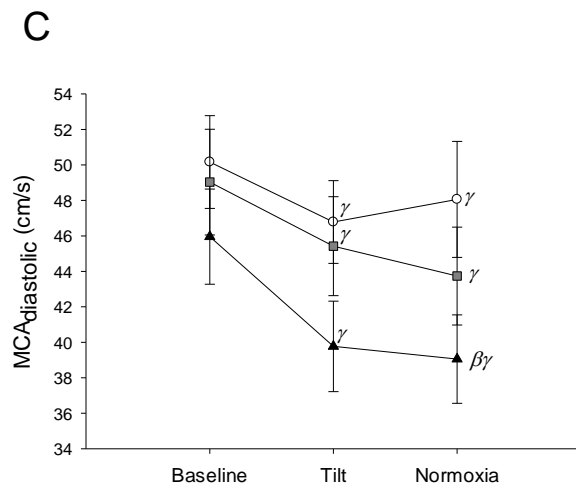 C
54
52
50
48
46
44
42
40
38
36
34
MCAdiastolic (cm/s)
γ
γ
γ
γ
γ
βγ
Baseline Tilt Normoxia